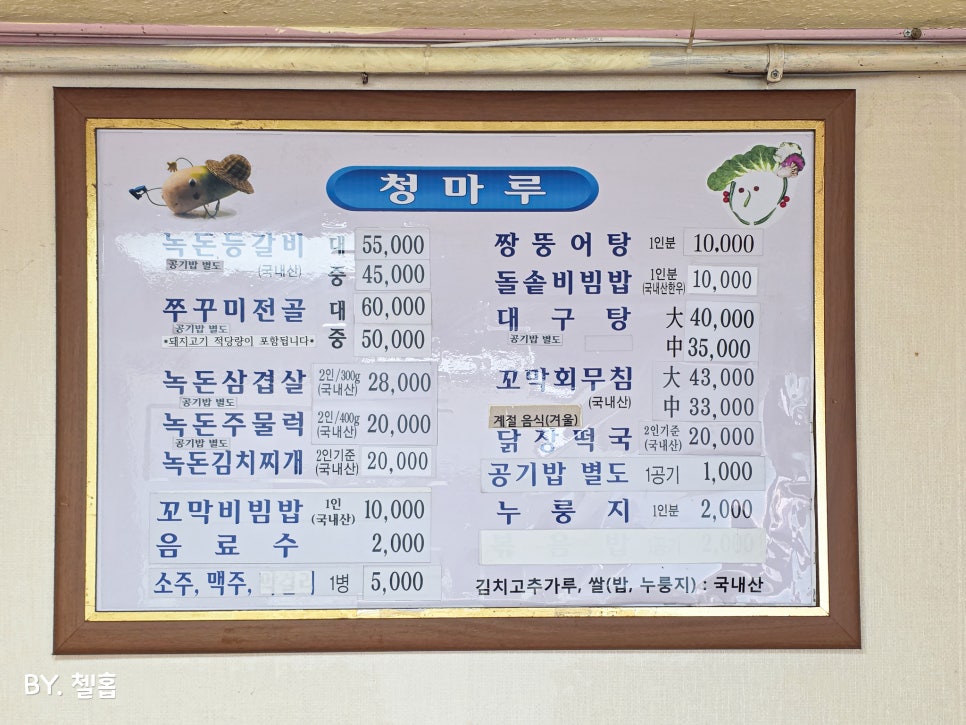 청마루
녹돈등갈비 대 55,000
공기밥 별도 (국내산) 중 45,000
쭈꾸미전골 대 60,000
공기밥 별도
*돼지고기 적당량이 포함됩니다* 중 50,000
녹돈삼겹살 2인/300g (국내산) 28,000
공기밥 별도
녹돈주물럭 2인/400g (국내산) 20,000
공기밥 별도
녹돈김치찌개 2인기준 (국내산) 20,000
꼬막비빔밥 1인 (국내산) 10,000
음료수 2,000
소주, 맥주, 1병 5,000
짱뚱어탕 1인분 10,000
돌솥비빔밥 1인분 (국내산한우) 10,000
대구탕 大 40,000
공기밥 별도 中 35,000
꼬막회무침 大 43,000
(국내산) 中 33,000
계절 음식(겨울)
닭장떡국 2인기준 (국내산) 20,000
공기밥 별도 1공기 1,000
누룽지 1인분 2,000
볶음밥 1공기 2,000
김치고추가루, 쌀(밥, 누룽지) : 국내산
BY. 첼홈